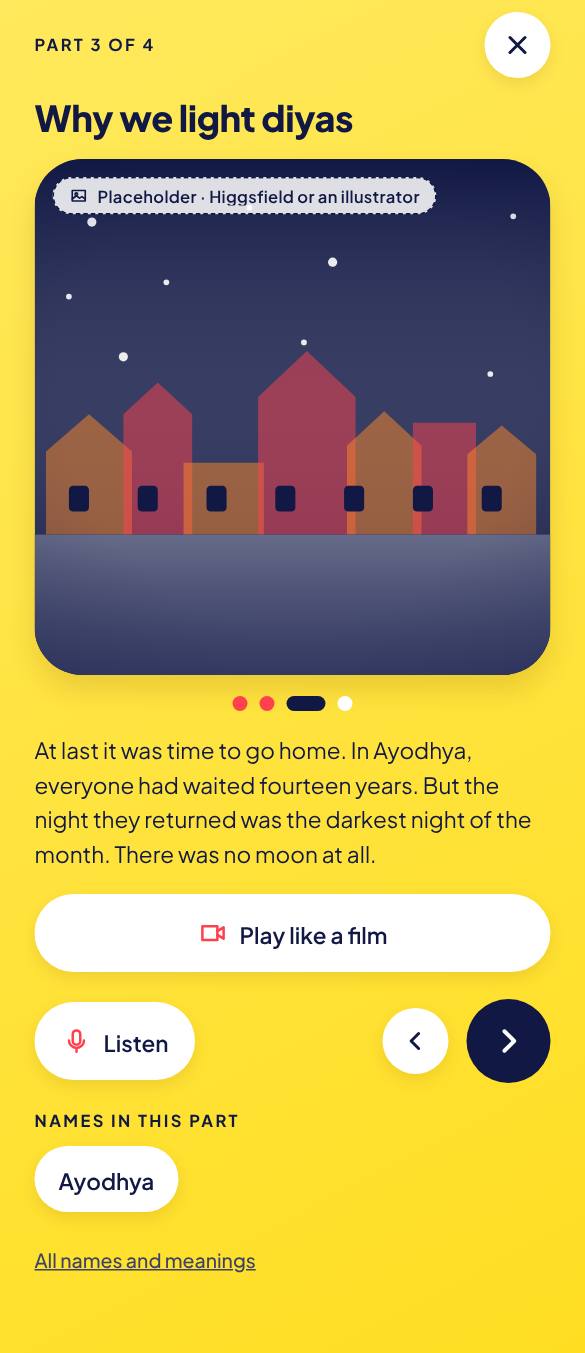 PART 3 OF 4
Why we light diyas
Placeholder · Higgsfield or an illustrator
At last it was time to go home. In Ayodhya,
everyone had waited fourteen years. But the
night they returned was the darkest night of the
month. There was no moon at all.
Play like a film
Listen
NAMES IN THIS PART
Ayodhya
All names and meanings